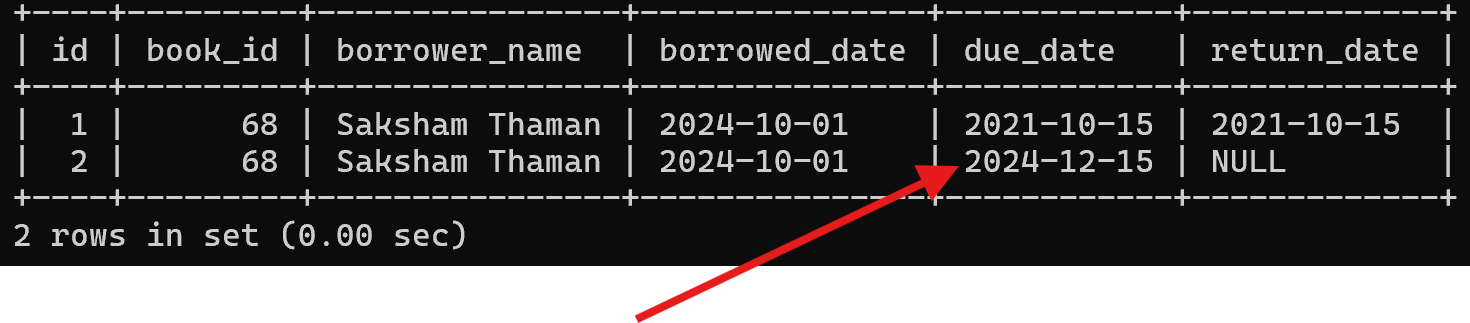 +----+---------+----------------+---------------+------------+-------------+
| id | book_id | borrower_name  | borrowed_date | due_date   | return_date |
+----+---------+----------------+---------------+------------+-------------+
|  1 |      68 | Saksham Thaman | 2024-10-01    | 2021-10-15 | 2021-10-15  |
|  2 |      68 | Saksham Thaman | 2024-10-01    | 2024-12-15 | NULL        |
+----+---------+----------------+---------------+------------+-------------+
2 rows in set (0.00 sec)